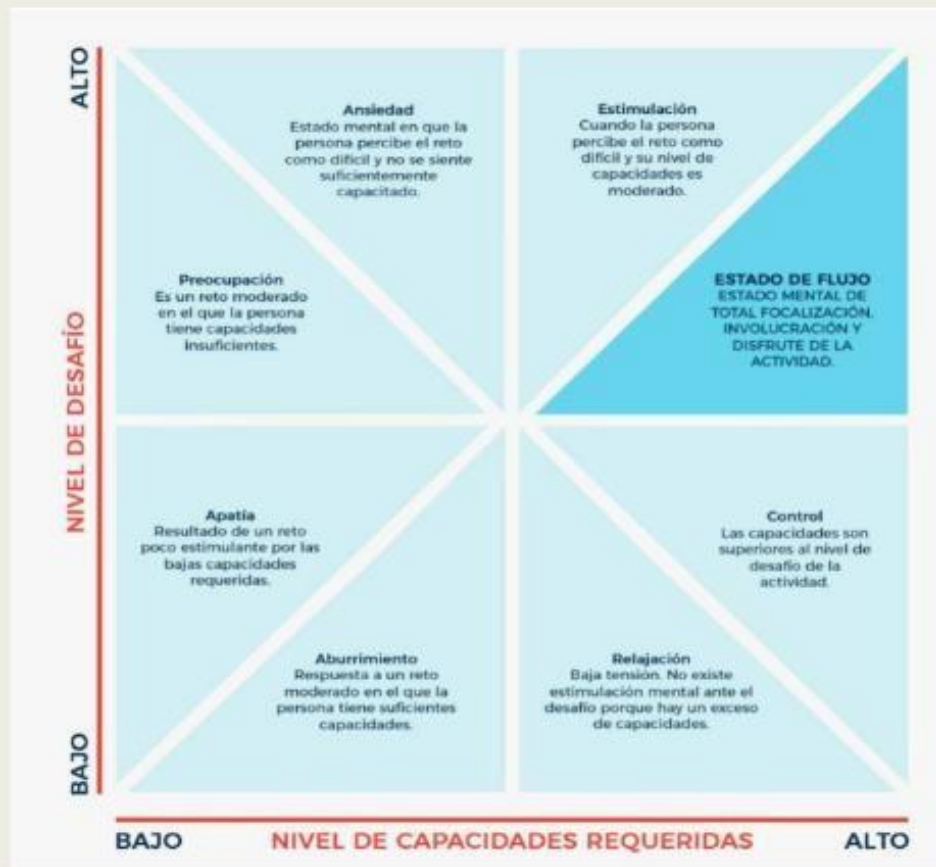 ALTO
NIVEL DE DESAFÍO
BAJO
Ansiedad
Estado mental en que la
persona percibe el reto
como difícil y no se siente
suficientemente
capacitado.
Estimulación
Cuando la persona
percibe el reto como
difícil y su nivel de
capacidades es
moderado.
Preocupación
Es un reto moderado
en el que la persona
tiene capacidades
insuficientes.
ESTADO DE FLUJO
ESTADO MENTAL DE
TOTAL FOCALIZACIÓN,
INVOLUCRACIÓN Y
DISFRUTE DE LA
ACTIVIDAD.
Apatía
Resultado de un reto
poco estimulante por las
bajas capacidades
requeridas.
Control
Las capacidades son
superiores al nivel de
desafío de la
actividad.
Aburrimiento
Respuesta a un reto
moderado en el que la
persona tiene suficientes
capacidades.
Relajación
Baja tensión. No existe
estimulación mental ante el
desafío porque hay un exceso
de capacidades.
BAJO NIVEL DE CAPACIDADES REQUERIDAS ALTO